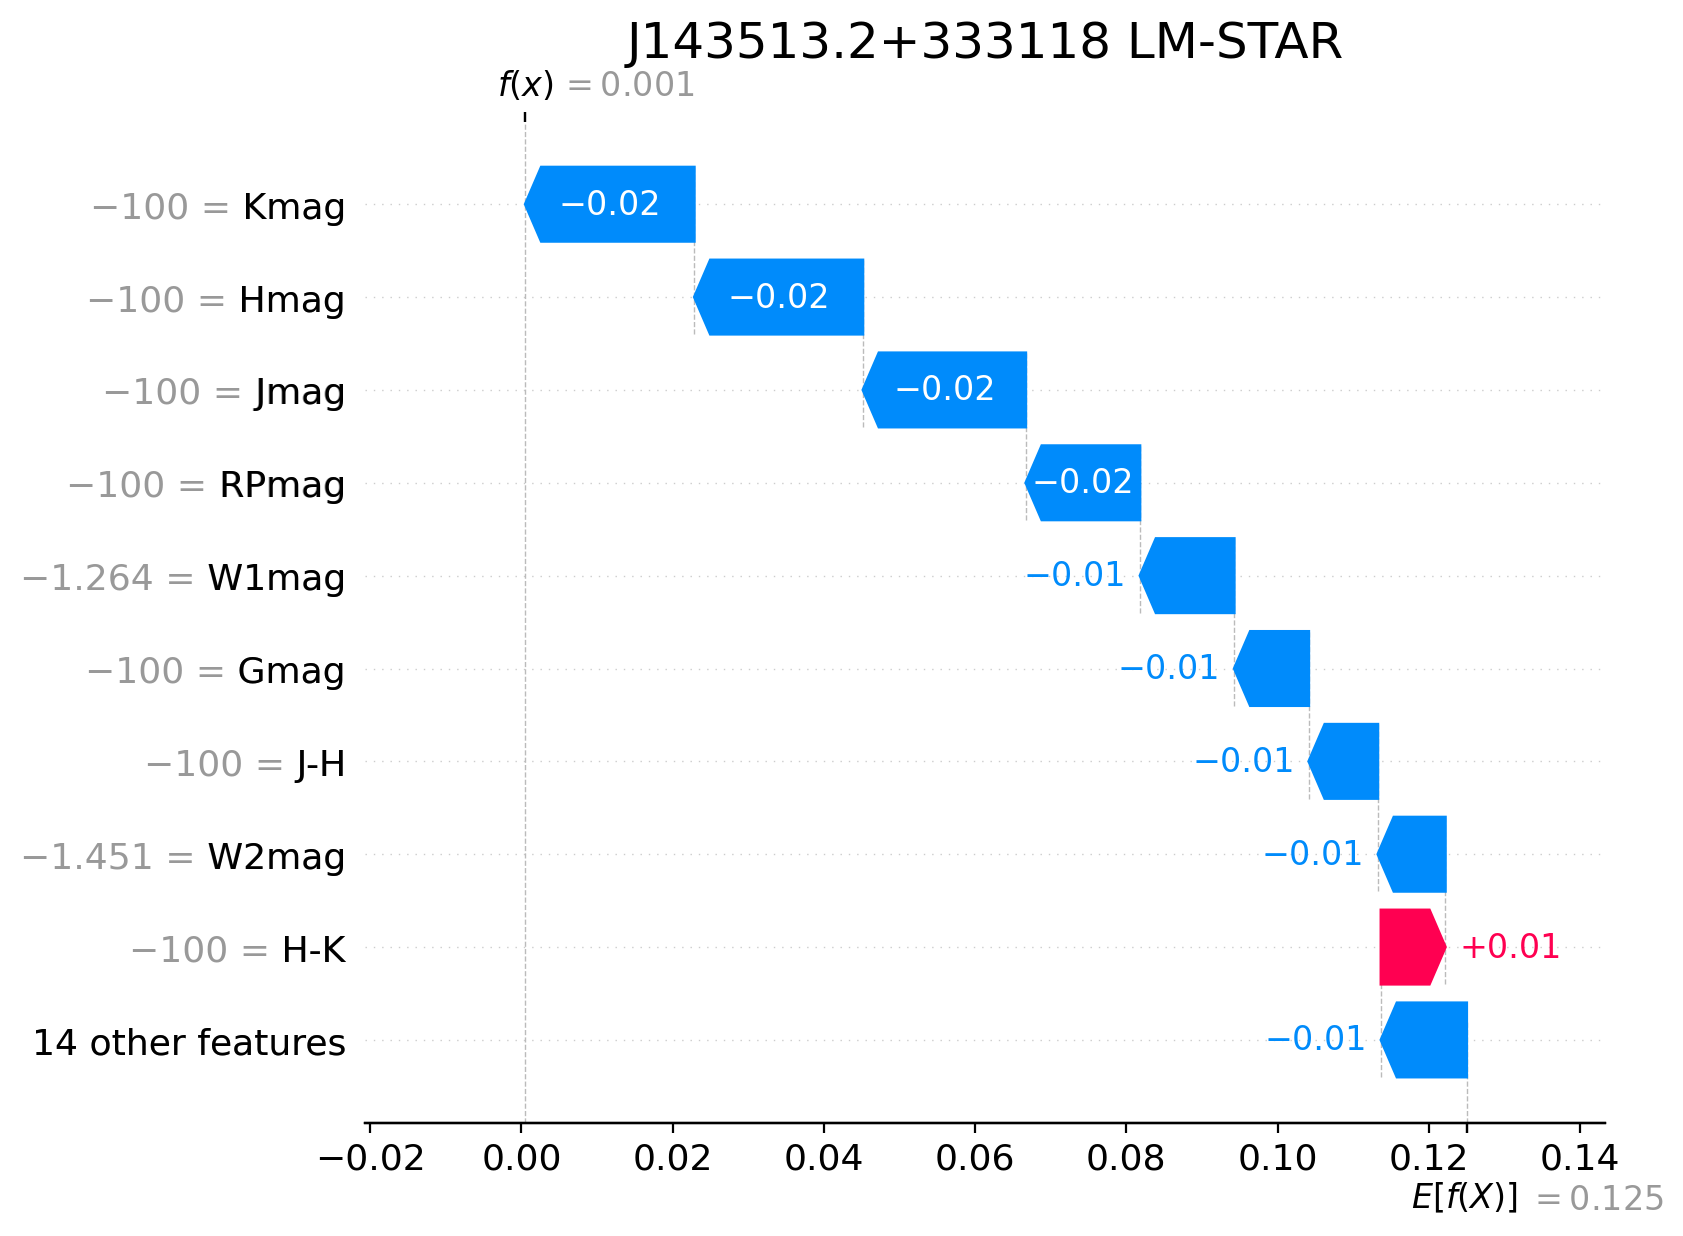 J143513.2+333118 LM-STAR
f(x) = 0.001
−100 = Kmag −0.02
−100 = Hmag −0.02
−100 = Jmag −0.02
−100 = RPmag −0.02
−1.264 = W1mag −0.01
−100 = Gmag −0.01
−100 = J-H −0.01
−1.451 = W2mag −0.01
−100 = H-K +0.01
14 other features −0.01
−0.02 0.00 0.02 0.04 0.06 0.08 0.10 0.12 0.14
E[f(X)] = 0.125